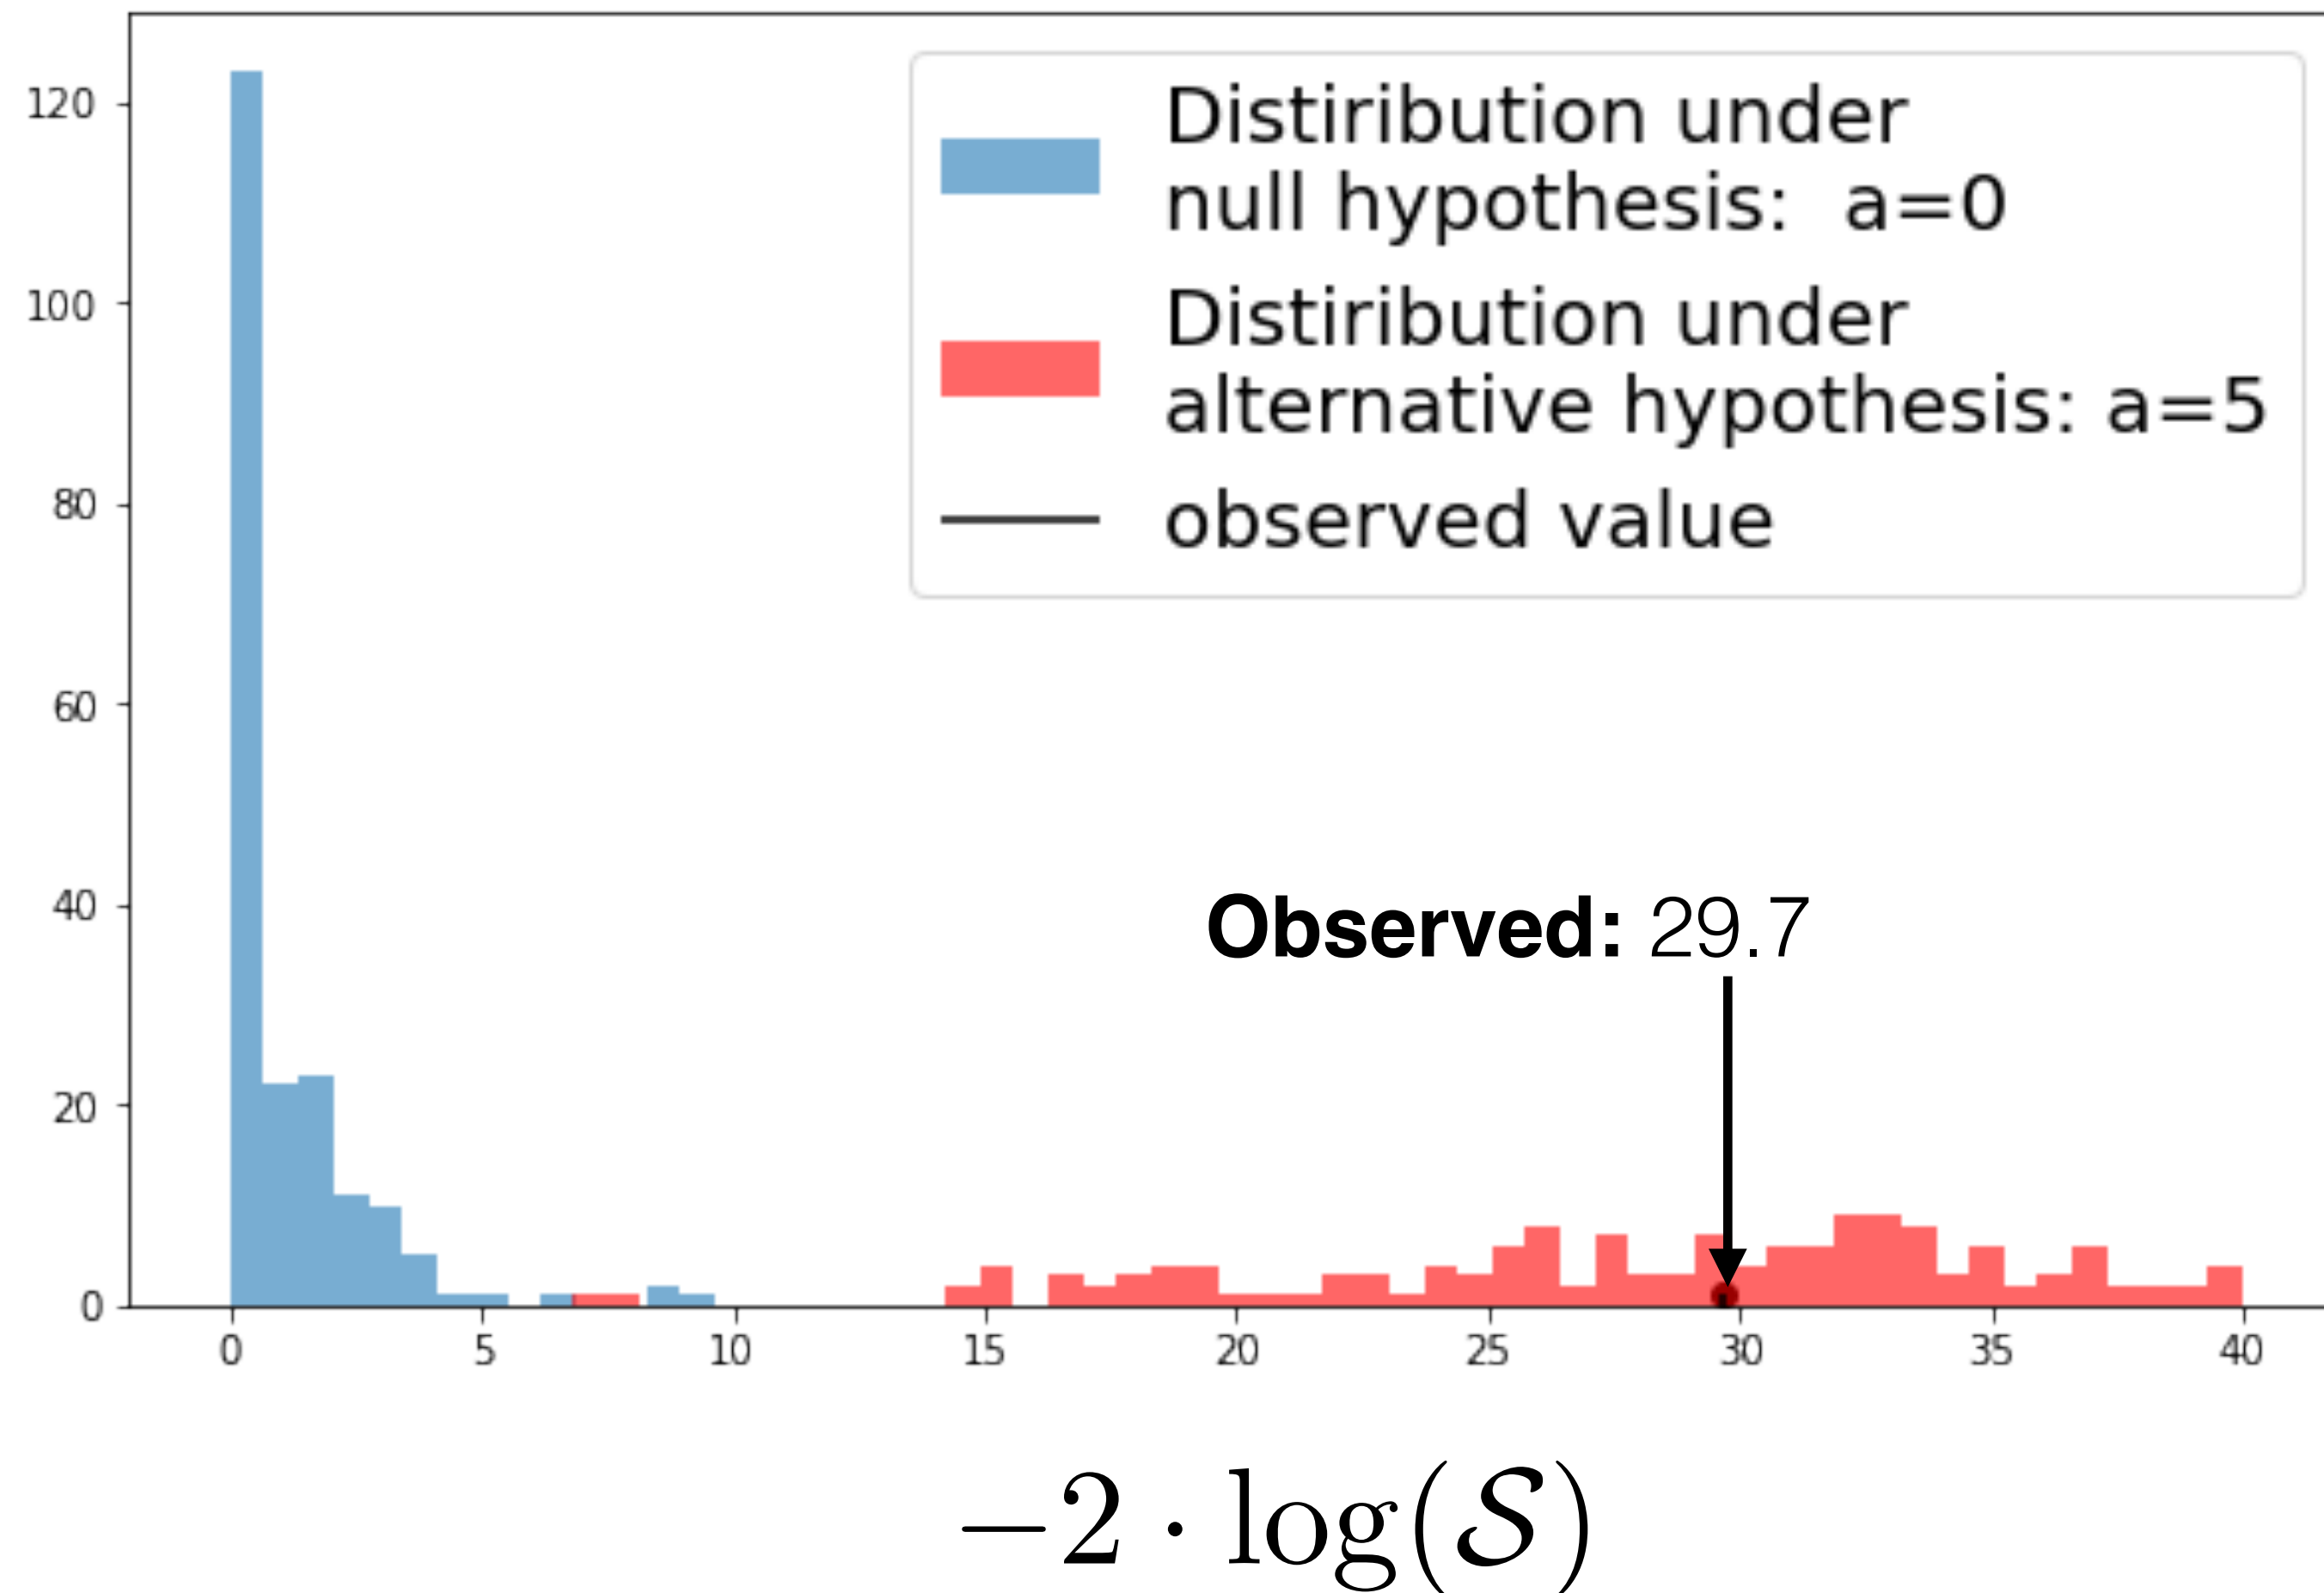 120
100
80
60
40
20
0
Distiribution under
null hypothesis:  a=0
Distiribution under
alternative hypothesis: a=5
observed value
Observed: 29.7
0 5 10 15 20 25 30 35 40
−2 · log(𝒮)